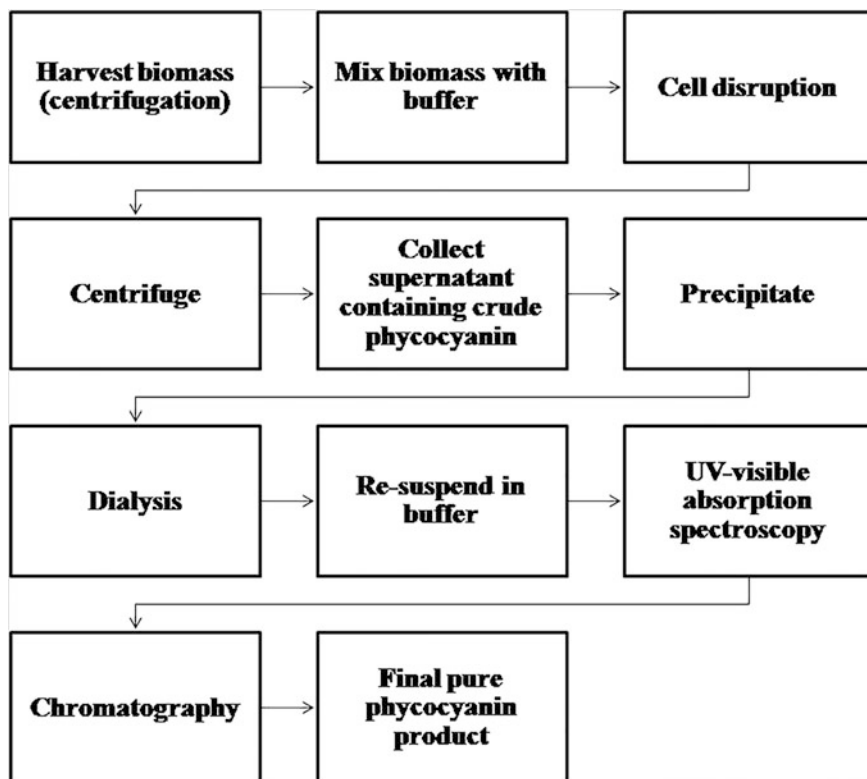 Harvest biomass
(centrifugation)
Mix biomass with
buffer
Cell disruption
Centrifuge
Collect
supernatant
containing crude
phycocyanin
Precipitate
Dialysis
Re-suspend in
buffer
UV-visible
absorption
spectroscopy
Chromatography
Final pure
phycocyanin
product